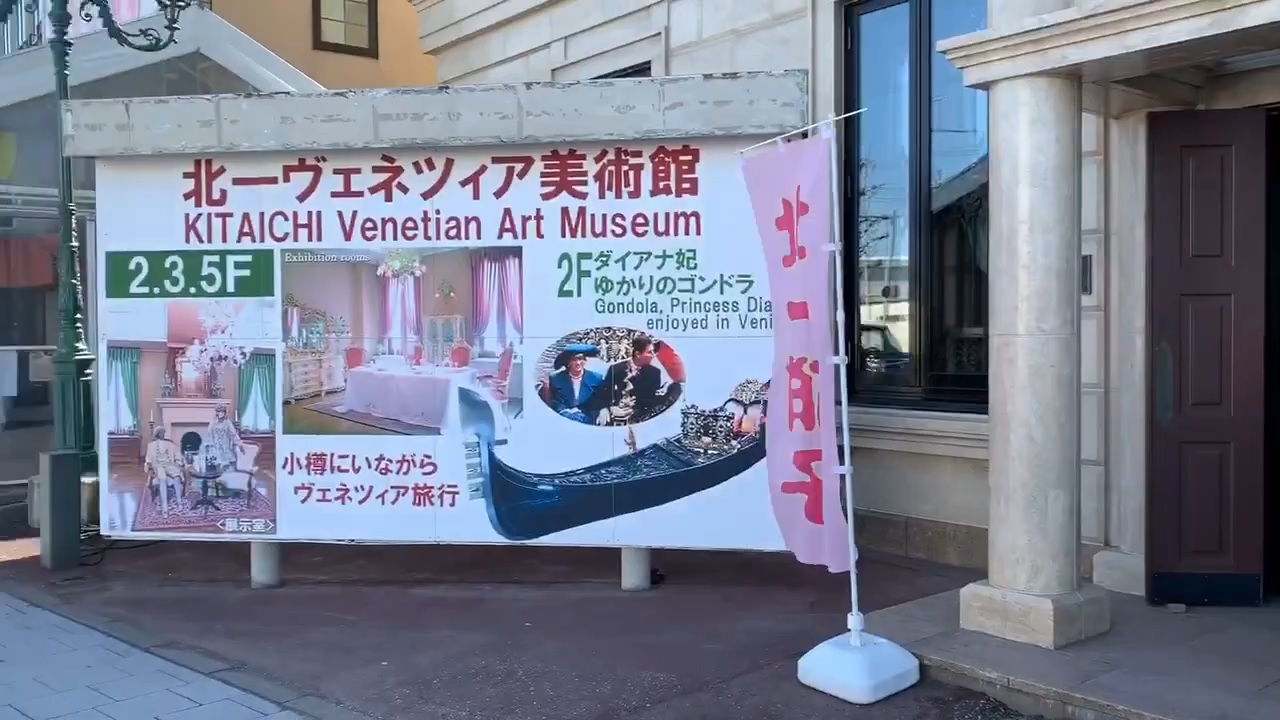 北一ヴェネツィア美術館
KITAICHI Venetian Art Museum
2.3.5F
Exhibition rooms
2F
ダイアナ妃
ゆかりのゴンドラ
Gondola, Princess Dia
enjoyed in Veni
小樽にいながら
ヴェネツィア旅行
<展示室>
北一硝子